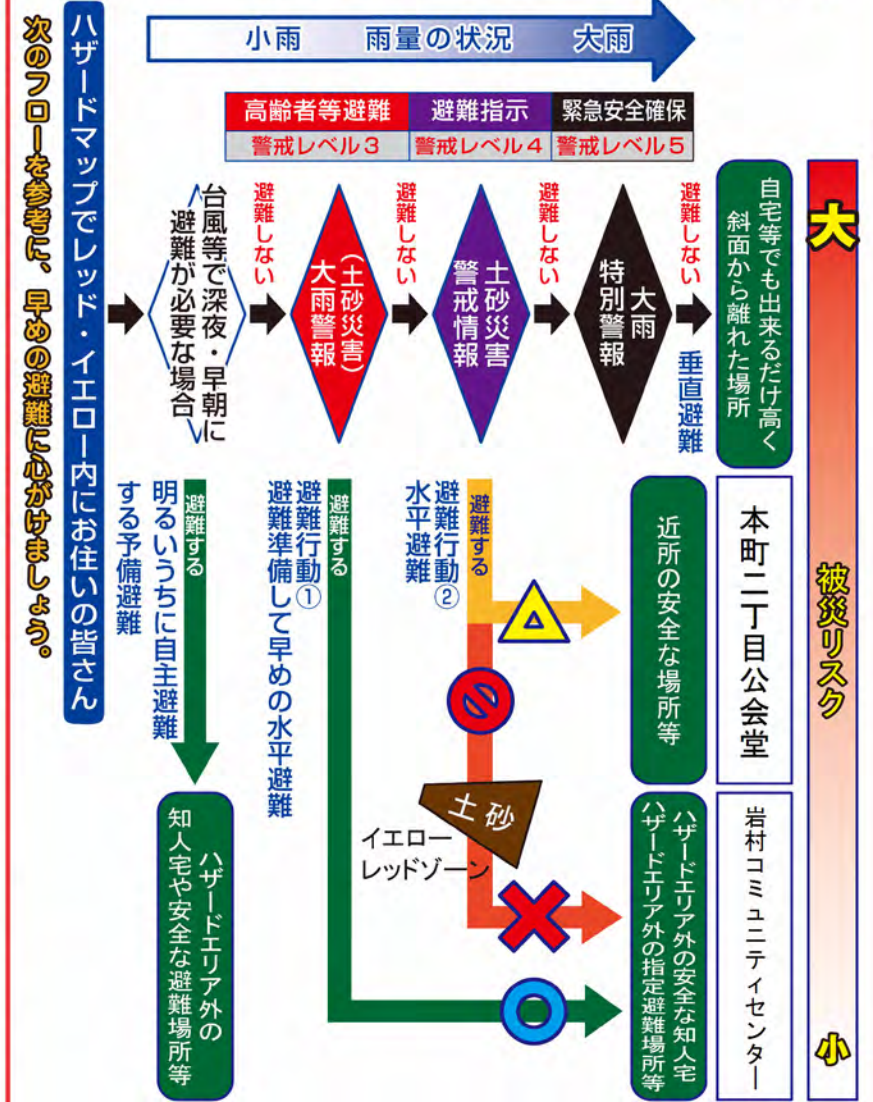 次のフローを参考に、早めの避難に心がけましょう。
ハザードマップでレッド・イエロー内にお住いの皆さん
小雨 雨量の状況 大雨
高齢者等避難 避難指示 緊急安全確保
警戒レベル3 警戒レベル4 警戒レベル5
台風等で深夜・早朝に
避難が必要な場合
避難しない
(土砂災害)
大雨警報
避難しない
土砂災害
警戒情報
避難しない
大雨
特別警報
避難しない
垂直避難
自宅等でも出来るだけ高く
斜面から離れた場所
避難する
明るいうちに自主避難
する予備避難
避難する
避難行動①
避難準備して早めの水平避難
避難する
避難行動②
水平避難
近所の安全な場所等
本町二丁目公会堂
土砂
イエロー
レッドゾーン
ハザードエリア外の
知人宅や安全な避難場所等
ハザードエリア外の安全な知人宅
ハザードエリア外の指定避難場所等
岩村コミュニティセンター
大
被災リスク
小